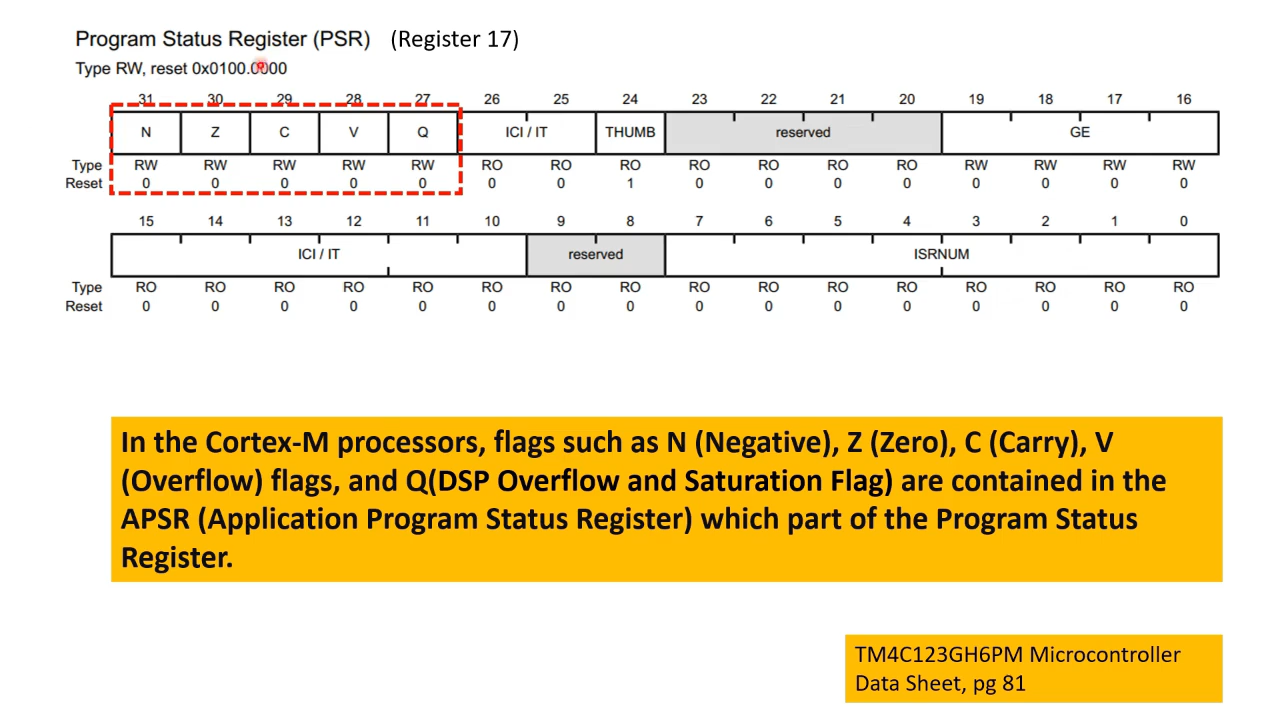 Program Status Register (PSR) (Register 17)
Type RW, reset 0x0100.0000
31 30 29 28 27 26 25 24 23 22 21 20 19 18 17 16
N Z C V Q ICI / IT THUMB reserved GE
Type RW RW RW RW RW RO RO RO RO RO RO RO RW RW RW RW
Reset 0 0 0 0 0 0 0 1 0 0 0 0 0 0 0 0
15 14 13 12 11 10 9 8 7 6 5 4 3 2 1 0
ICI / IT reserved ISRNUM
Type RO RO RO RO RO RO RO RO RO RO RO RO RO RO RO RO
Reset 0 0 0 0 0 0 0 0 0 0 0 0 0 0 0 0
In the Cortex-M processors, flags such as N (Negative), Z (Zero), C (Carry), V
(Overflow) flags, and Q(DSP Overflow and Saturation Flag) are contained in the
APSR (Application Program Status Register) which part of the Program Status
Register.
TM4C123GH6PM Microcontroller
Data Sheet, pg 81